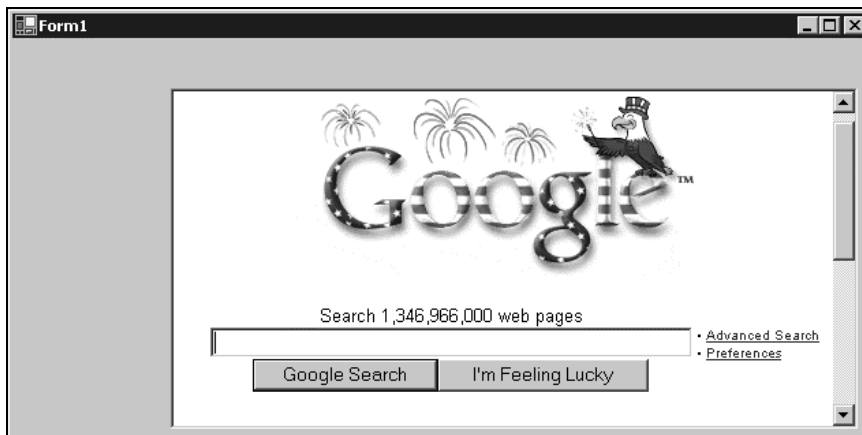 Form1
Google™
Search 1,346,966,000 web pages
• Advanced Search
• Preferences
Google Search
I'm Feeling Lucky